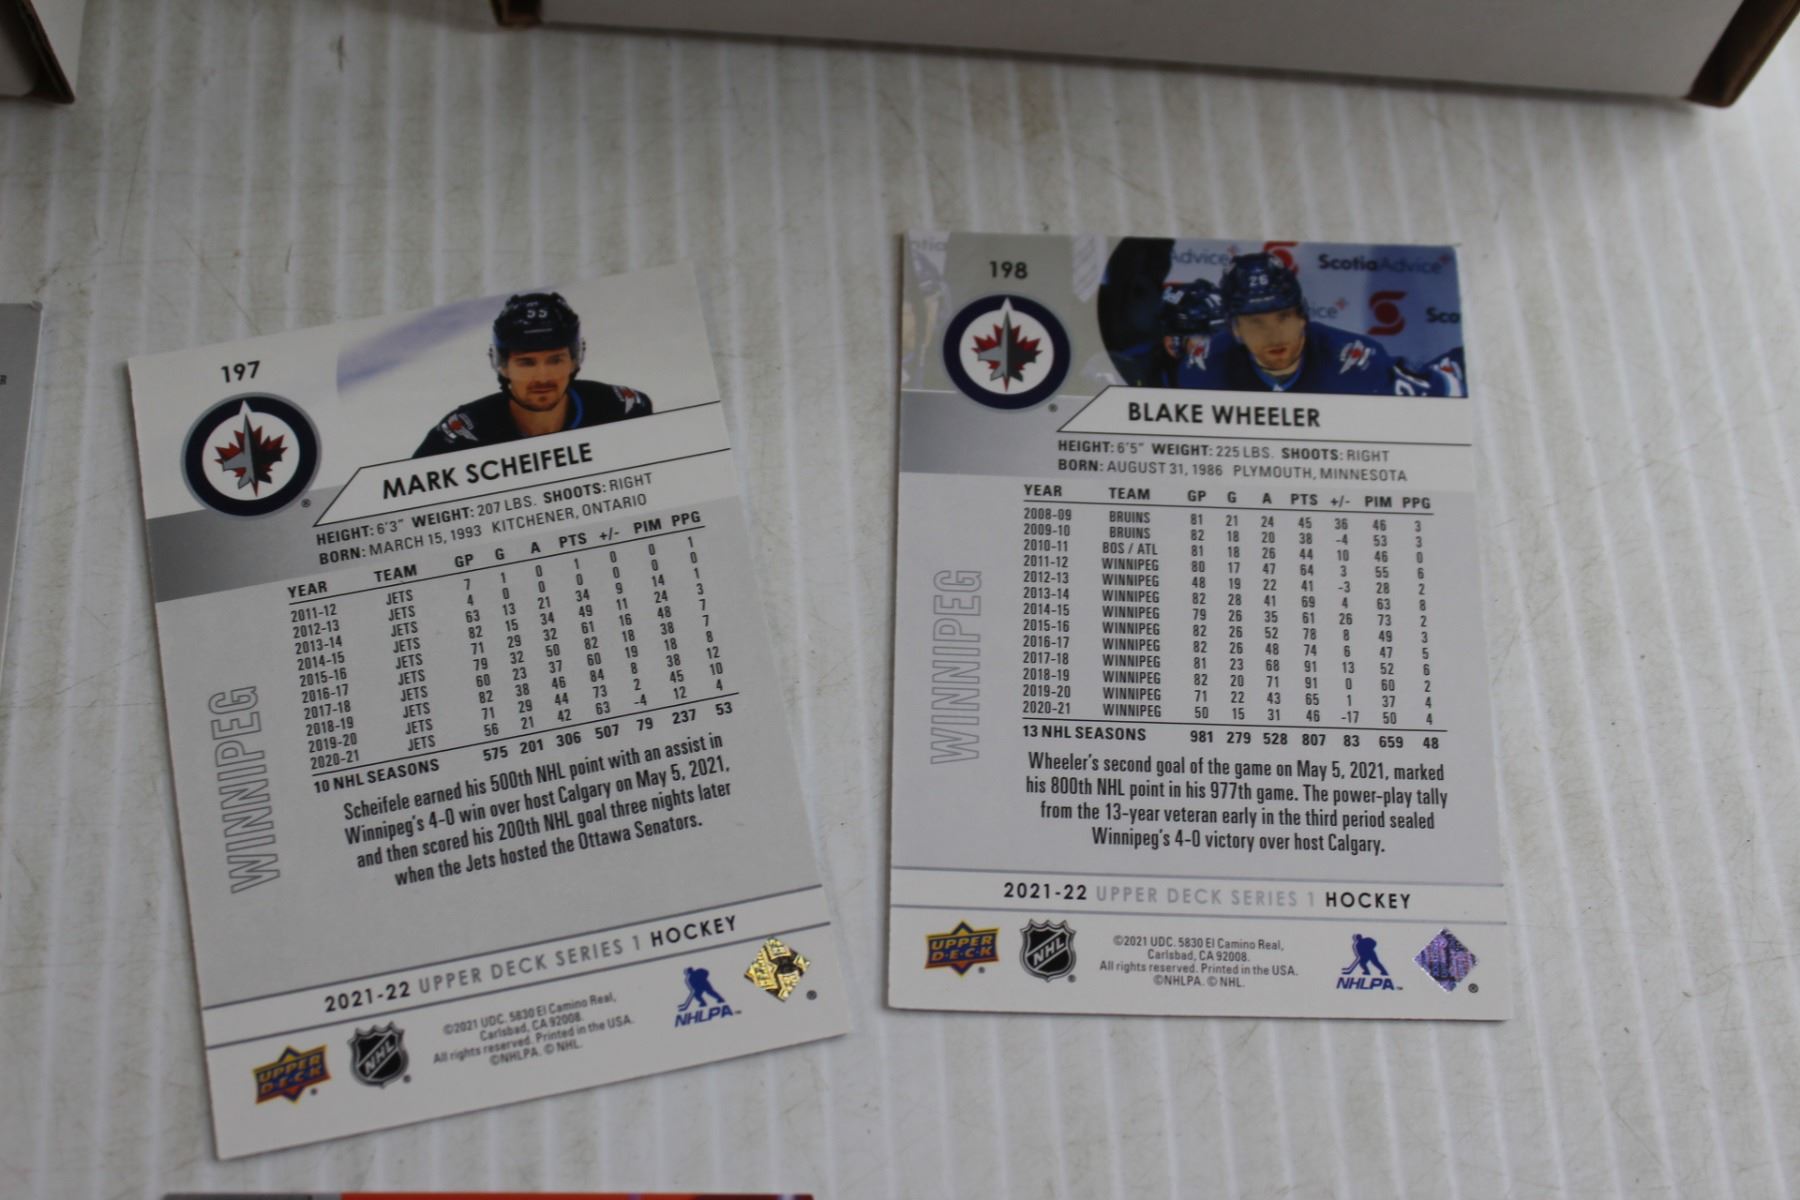 197
55
MARK SCHEIFELE
HEIGHT: 6'3" WEIGHT: 207 LBS. SHOOTS: RIGHT
BORN: MARCH 15, 1993 KITCHENER, ONTARIO
YEAR TEAM GP G A PTS +/- PIM PPG
2011-12 JETS 7 1 0 1 0 0 1
2012-13 JETS 4 0 0 0 0 0 0
2013-14 JETS 63 13 21 34 9 14 1
2014-15 JETS 82 15 34 49 11 24 3
2015-16 JETS 71 29 32 61 16 48 7
2016-17 JETS 79 32 50 82 18 38 7
2017-18 JETS 60 23 37 60 19 18 8
2018-19 JETS 82 38 46 84 8 38 12
2019-20 JETS 71 29 44 73 2 45 10
2020-21 JETS 56 21 42 63 -4 12 4
10 NHL SEASONS 575 201 306 507 79 237 53
WINNIPEG
Scheifele earned his 500th NHL point with an assist in
Winnipeg's 4-0 win over host Calgary on May 5, 2021,
and then scored his 200th NHL goal three nights later
when the Jets hosted the Ottawa Senators.
2021-22 UPPER DECK SERIES 1 HOCKEY
UPPER DECK
NHL
©2021 UDC. 5830 El Camino Real,
Carlsbad, CA 92008.
All rights reserved. Printed in the USA.
©NHLPA. © NHL.
NHLPA
198
26
Advice
ScotiaAdvice
BLAKE WHEELER
HEIGHT: 6'5" WEIGHT: 225 LBS. SHOOTS: RIGHT
BORN: AUGUST 31, 1986 PLYMOUTH, MINNESOTA
YEAR TEAM GP G A PTS +/- PIM PPG
2008-09 BRUINS 81 21 24 45 36 46 3
2009-10 BRUINS 82 18 20 38 -4 53 3
2010-11 BOS / ATL 81 18 26 44 10 46 0
2011-12 WINNIPEG 80 17 47 64 3 55 6
2012-13 WINNIPEG 48 19 22 41 -3 28 2
2013-14 WINNIPEG 82 28 41 69 4 63 8
2014-15 WINNIPEG 79 26 35 61 26 73 2
2015-16 WINNIPEG 82 26 52 78 8 49 3
2016-17 WINNIPEG 82 26 48 74 6 47 5
2017-18 WINNIPEG 81 23 68 91 13 52 6
2018-19 WINNIPEG 82 20 71 91 0 60 2
2019-20 WINNIPEG 71 22 43 65 1 37 4
2020-21 WINNIPEG 50 15 31 46 -17 50 4
13 NHL SEASONS 981 279 528 807 83 659 48
WINNIPEG
Wheeler's second goal of the game on May 5, 2021, marked
his 800th NHL point in his 977th game. The power-play tally
from the 13-year veteran early in the third period sealed
Winnipeg's 4-0 victory over host Calgary.
2021-22 UPPER DECK SERIES 1 HOCKEY
UPPER DECK
NHL
©2021 UDC. 5830 El Camino Real,
Carlsbad, CA 92008.
All rights reserved. Printed in the USA.
©NHLPA. © NHL.
NHLPA